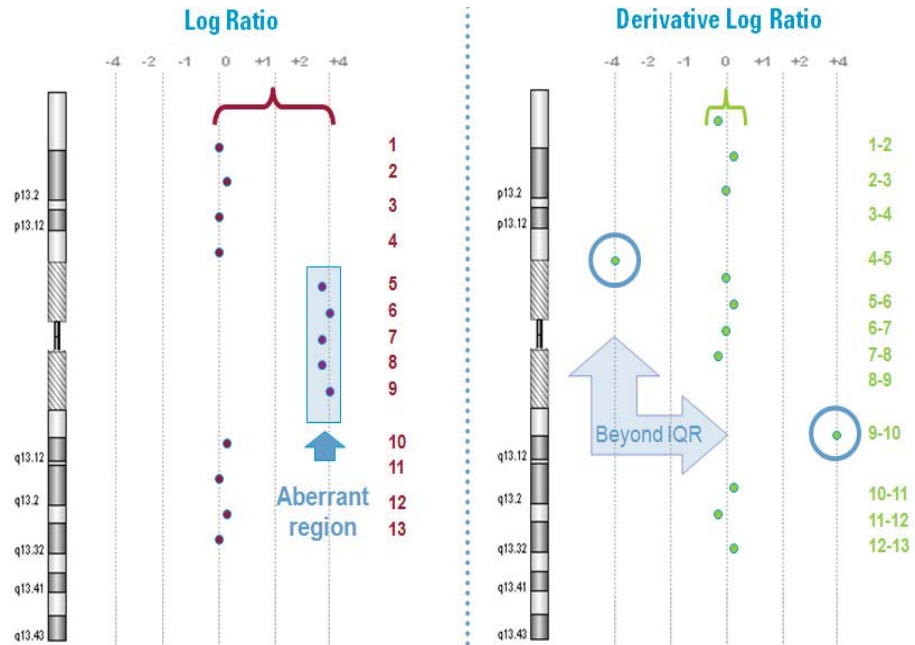 Log Ratio
-4 -2 -1 0 +1 +2 +4
p13.2
p13.12
q13.12
q13.2
q13.32
q13.41
q13.43
1
2
3
4
5
6
7
8
9
10
11
12
13
Aberrant
region
Derivative Log Ratio
-4 -2 -1 0 +1 +2 +4
p13.2
p13.12
q13.12
q13.2
q13.32
q13.41
q13.43
Beyond IQR
1-2
2-3
3-4
4-5
5-6
6-7
7-8
8-9
9-10
10-11
11-12
12-13